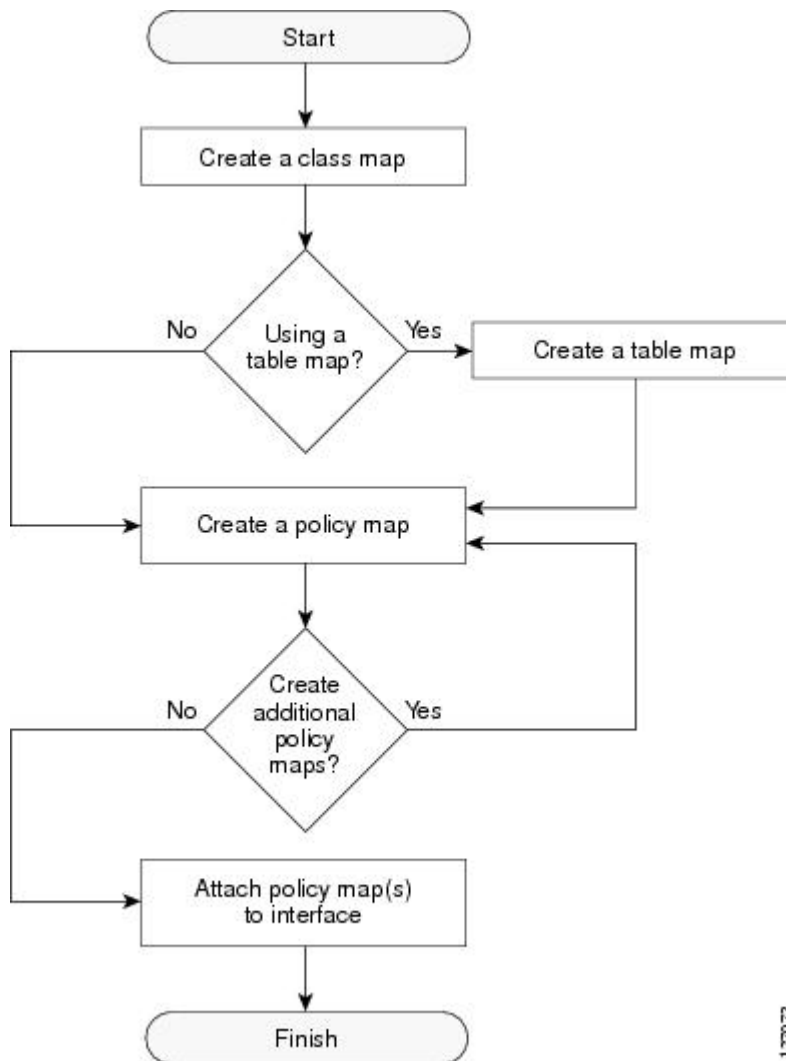 Start
Create a class map
No
Using a
table map?
Yes
Create a table map
Create a policy map
No
Create
additional
policy
maps?
Yes
Attach policy map(s)
to interface
Finish